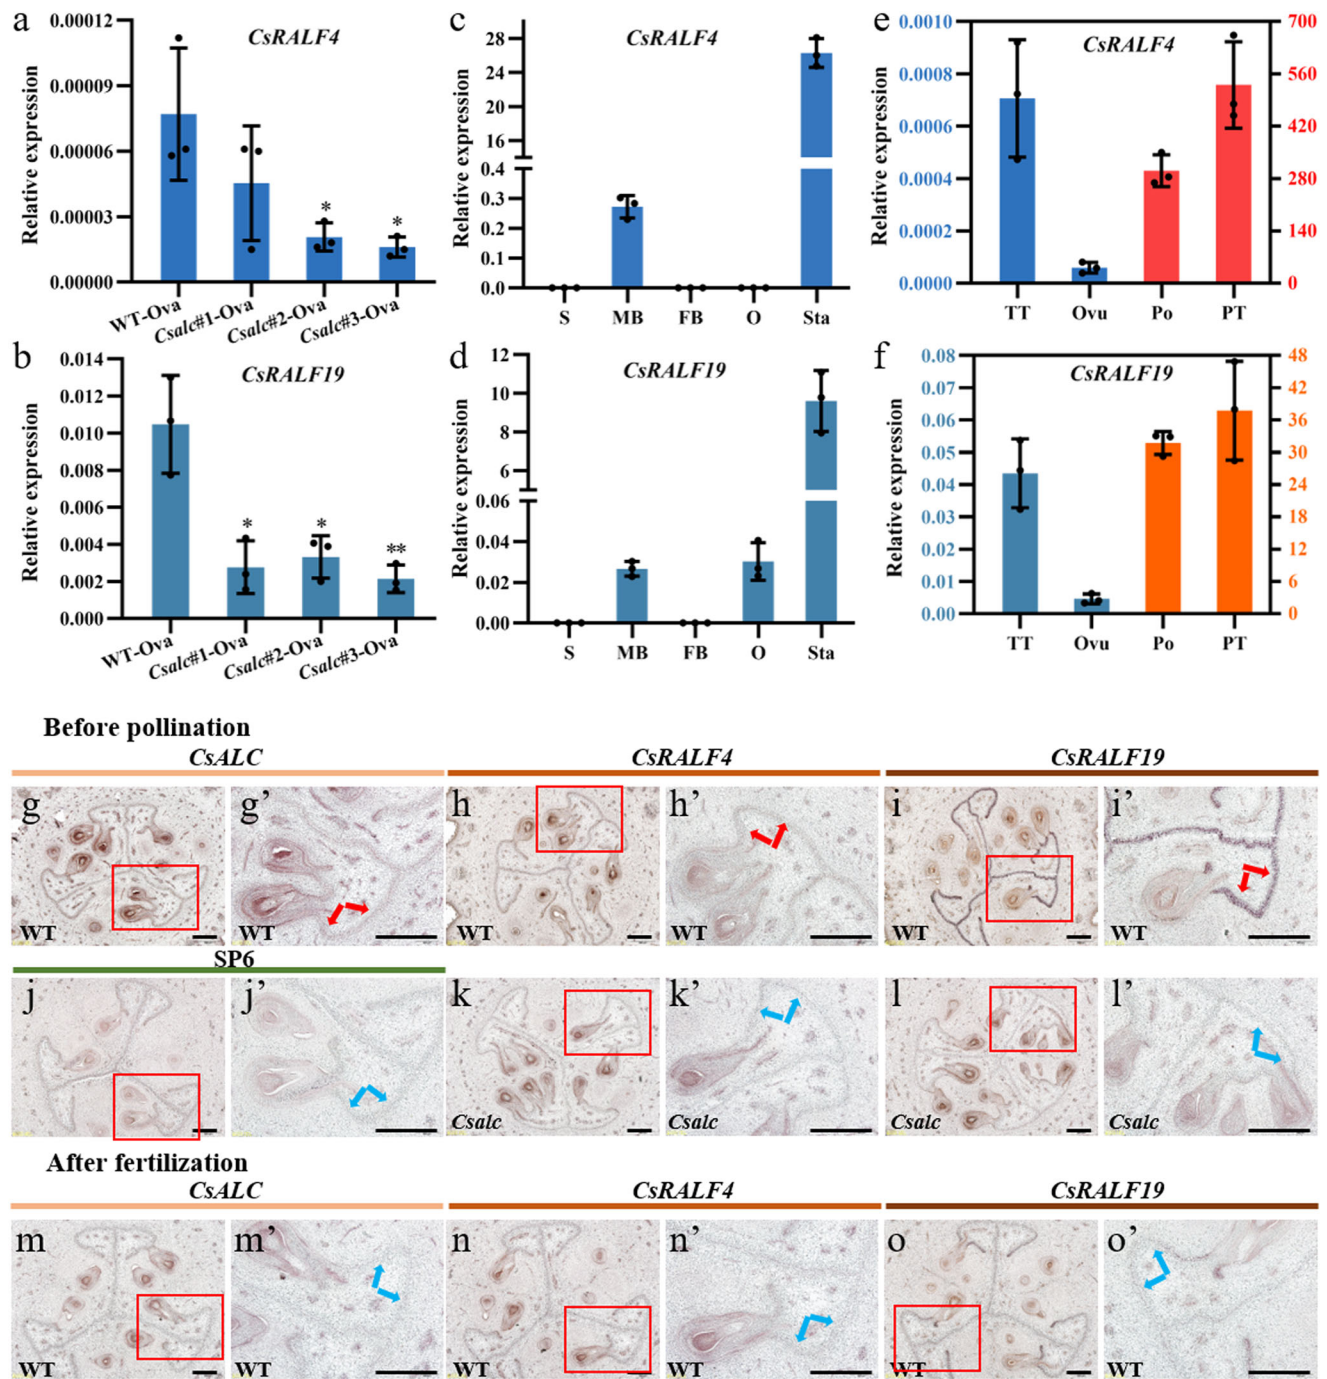 a
CsRALF4
Relative expression
0.00012
0.00009
0.00006
0.00003
0.00000
*
*
WT-Ova
Csalc#1-Ova
Csalc#2-Ova
Csalc#3-Ova
c
CsRALF4
Relative expression
28
24
20
16
0.4
0.3
0.2
0.1
0.0
S MB FB O Sta
e
CsRALF4
Relative expression
0.0010
0.0008
0.0006
0.0004
0.0002
0.0000
700
560
420
280
140
0
TT Ovu Po PT
b
CsRALF19
Relative expression
0.014
0.012
0.010
0.008
0.006
0.004
0.002
0.000
*
*
**
WT-Ova
Csalc#1-Ova
Csalc#2-Ova
Csalc#3-Ova
d
CsRALF19
Relative expression
12
10
8
6
0.06
0.04
0.02
0.00
S MB FB O Sta
f
CsRALF19
Relative expression
0.08
0.07
0.06
0.05
0.04
0.03
0.02
0.01
0.00
48
42
36
30
24
18
12
6
0
TT Ovu Po PT
Before pollination
CsALC CsRALF4 CsRALF19
g g’ h h’ i i’
WT WT WT WT WT WT
SP6
j j’ k k’ l l’
Csalc Csalc Csalc Csalc
After fertilization
CsALC CsRALF4 CsRALF19
m m’ n n’ o o’
WT WT WT WT WT WT